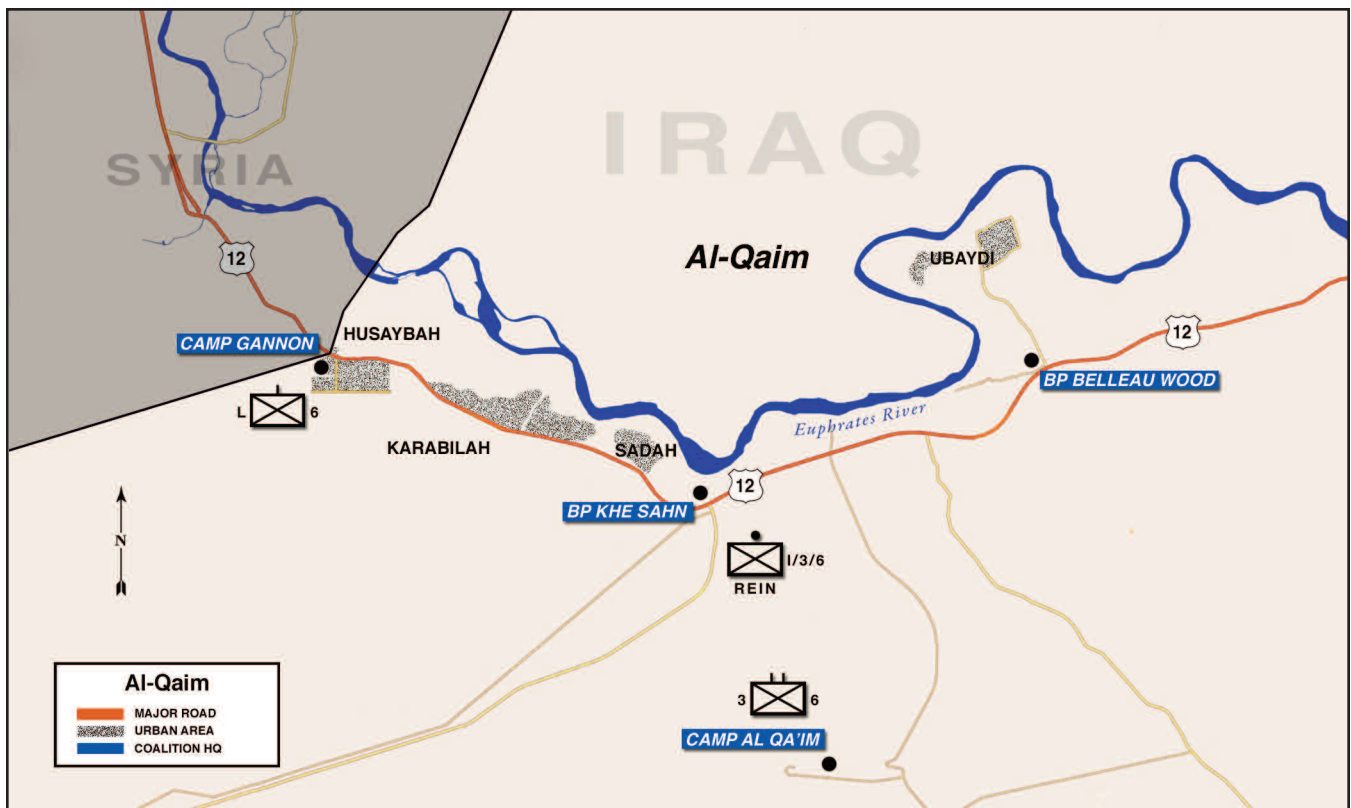 IRAQ
SYRIA
Al-Qaim
UBAYDI
12
12
HUSAYBAH
CAMP GANNON
BP BELLEAU WOOD
L 6
Euphrates River
KARABILAH
SADAH
12
BP KHE SAHN
I/3/6
REIN
N
3 6
CAMP AL QA'IM
Al-Qaim
MAJOR ROAD
URBAN AREA
COALITION HQ